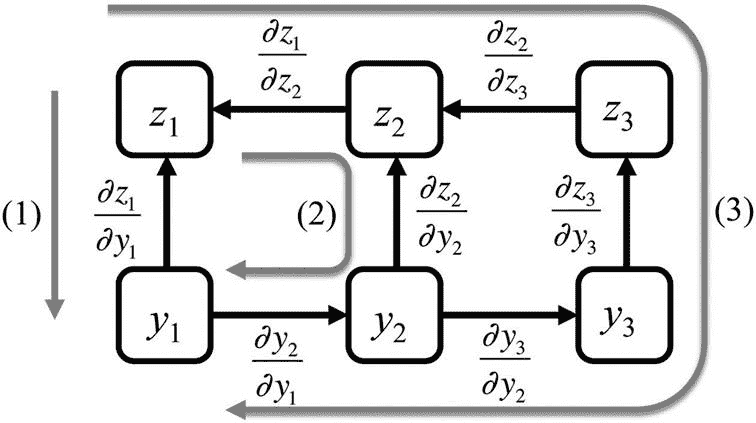 ∂z₁/∂z₂ ∂z₂/∂z₃
z₁ z₂ z₃
(1) ∂z₁/∂y₁ (2) ∂z₂/∂y₂ ∂z₃/∂y₃ (3)
y₁ y₂ y₃
∂y₂/∂y₁ ∂y₃/∂y₂